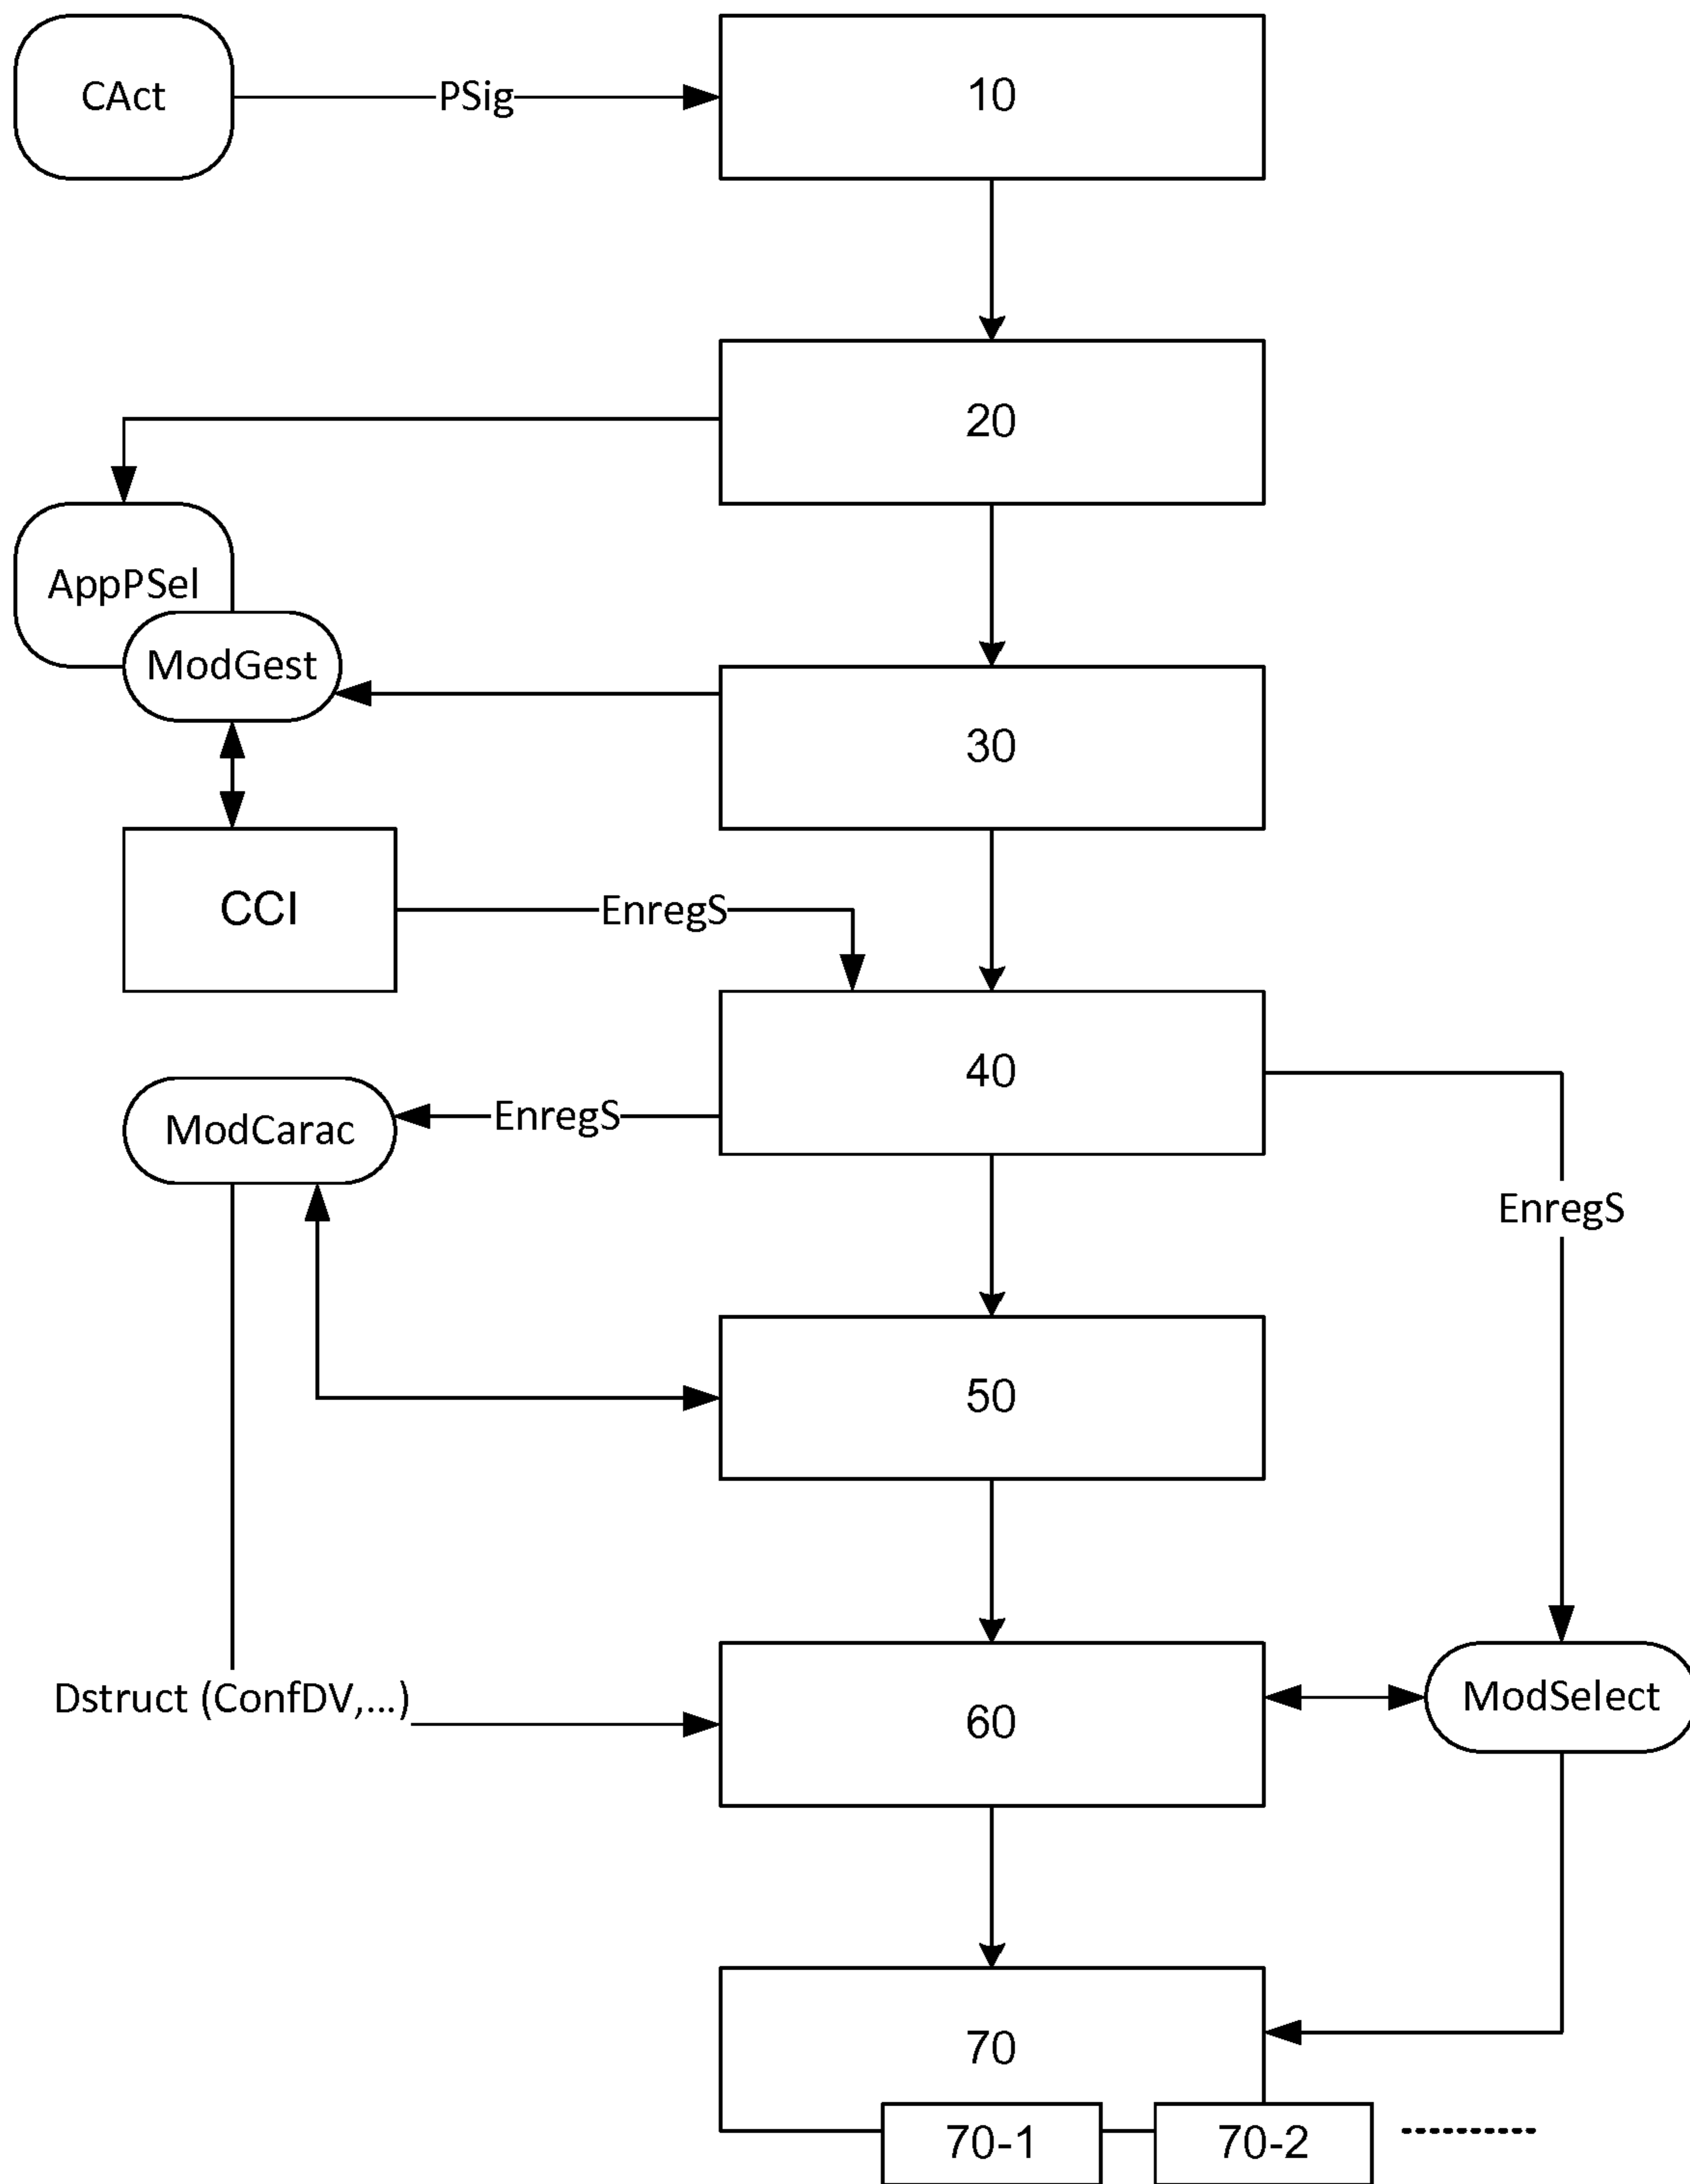 CAct
PSig
10
20
AppPSel
ModGest
30
CCI
EnregS
40
ModCarac
EnregS
EnregS
50
Dstruct (ConfDV,...)
60
ModSelect
70
70-1
70-2